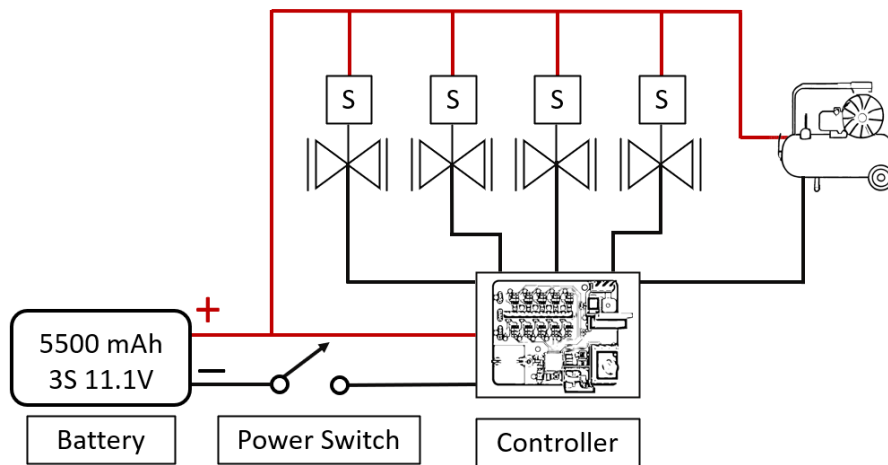 S S S S
+
5500 mAh
3S 11.1V
−
Battery
Power Switch
Controller